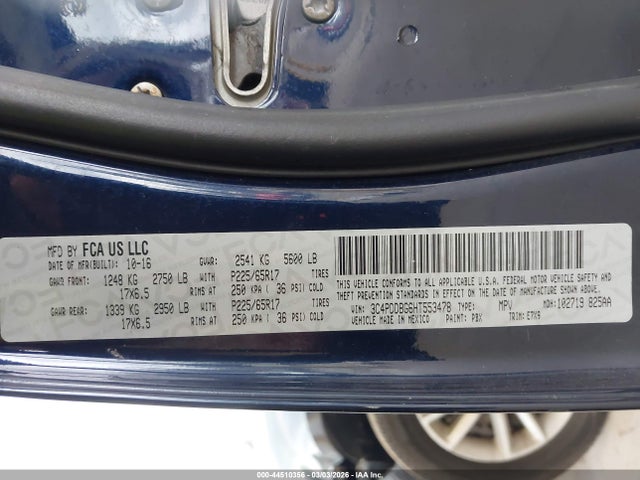 MFD BY FCA US LLC
DATE OF MFR(BUILT): 10-16 GVWR: 2541 KG 5600 LB
GAWR FRONT: 1248 KG 2750 LB WITH P225/65R17 TIRES
17X6.5 RIMS AT 250 KPA ( 36 PSI) COLD
GAWR REAR: 1339 KG 2950 LB WITH P225/65R17 TIRES
17X6.5 RIMS AT 250 KPA ( 36 PSI) COLD
THIS VEHICLE CONFORMS TO ALL APPLICABLE U.S.A. FEDERAL MOTOR VEHICLE SAFETY AND
THEFT PREVENTION STANDARDS IN EFFECT ON THE DATE OF MANUFACTURE SHOWN ABOVE.
VIN: 3C4PDDBG6HT553478 TYPE: MPV MDH: 102719 825AA
VEHICLE MADE IN MEXICO PAINT: PBX TRIM: E7X9
000-44510356 - 03/03/2026 - IAAI.COM